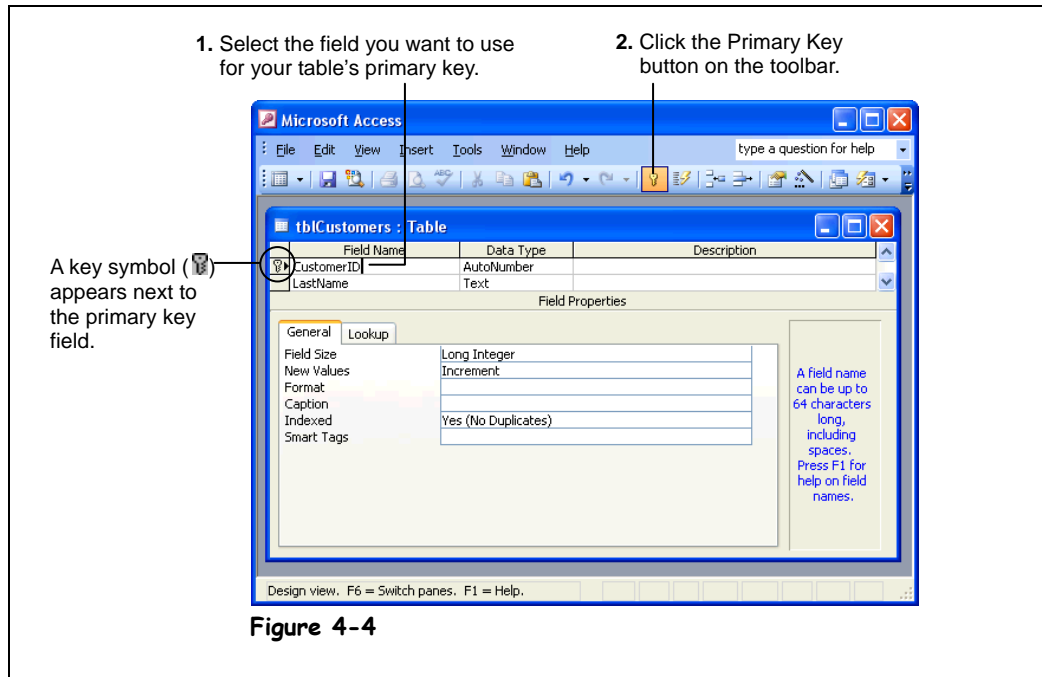 1. Select the field you want to use
for your table's primary key.
2. Click the Primary Key
button on the toolbar.
Microsoft Access
File Edit View Insert Tools Window Help type a question for help
tblCustomers : Table
Field Name Data Type Description
CustomerID AutoNumber
LastName Text
A key symbol ( )
appears next to
the primary key
field.
Field Properties
General Lookup
Field Size Long Integer
New Values Increment
Format
Caption
Indexed Yes (No Duplicates)
Smart Tags
A field name
can be up to
64 characters
long,
including
spaces.
Press F1 for
help on field
names.
Design view. F6 = Switch panes. F1 = Help.
Figure 4-4